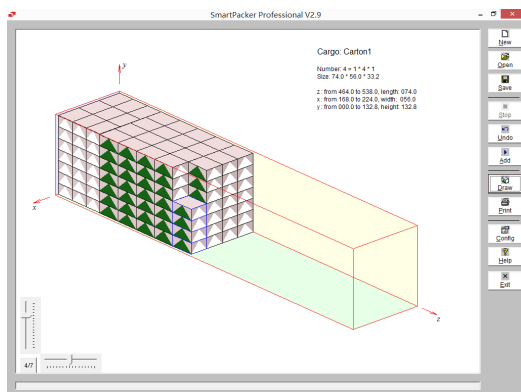 SmartPacker Professional V2.9
Cargo: Carton1
Number: 4 = 1 * 4 * 1
Size: 74.0 * 56.0 * 33.2
z : from 464.0 to 538.0, length: 074.0
x : from 168.0 to 224.0, width: 056.0
y : from 000.0 to 132.8, height: 132.8
y
x
z
4/7
New
Open
Save
Stop
Undo
Add
Draw
Print
Config
Help
Exit